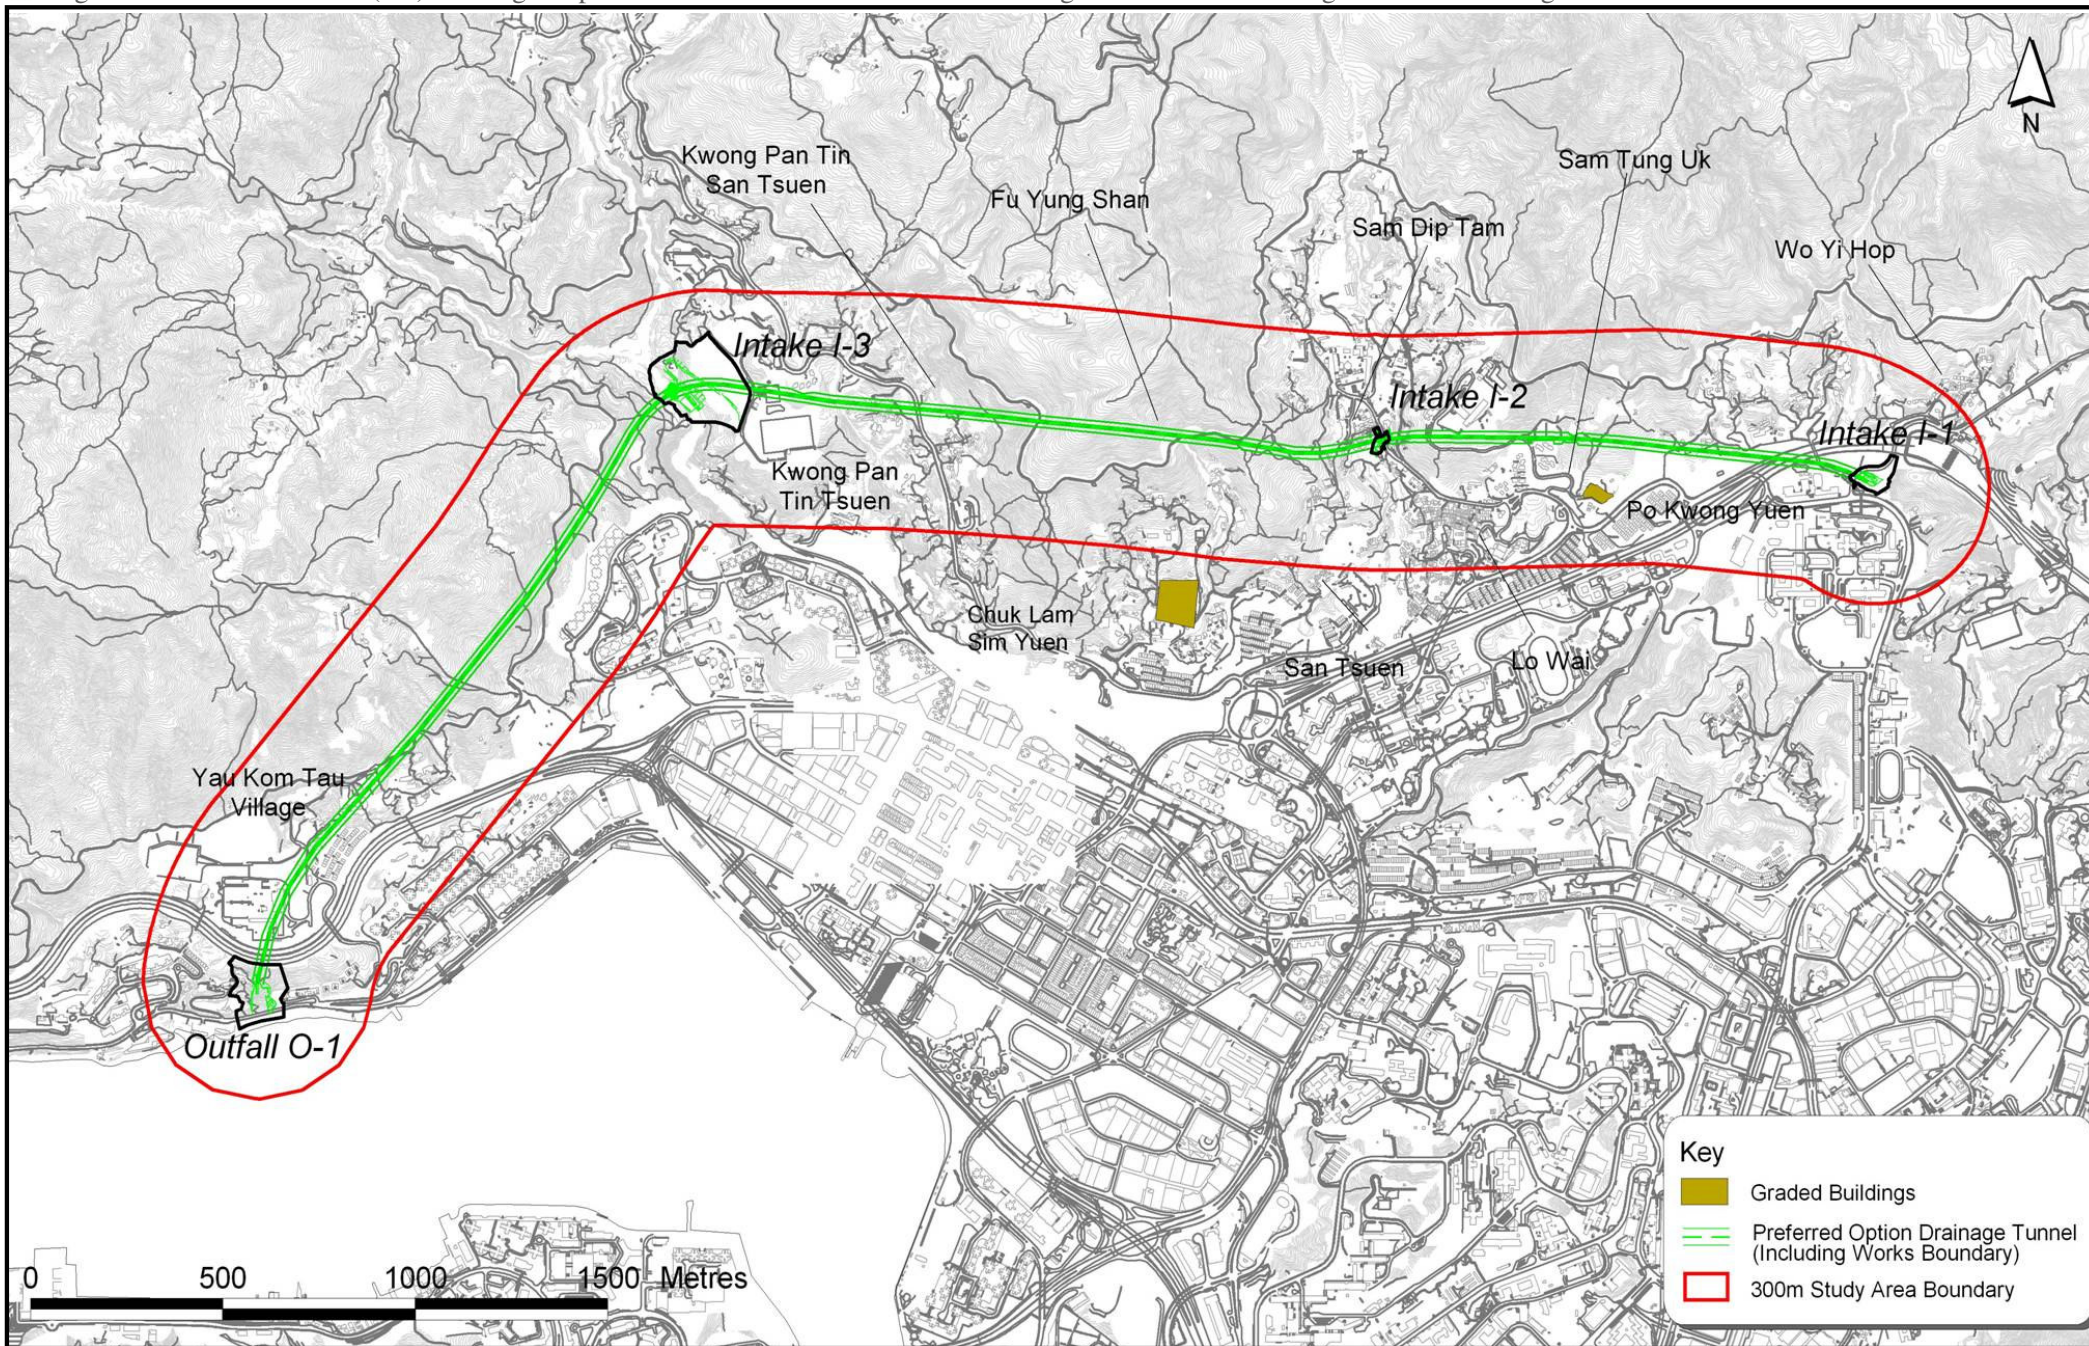 N
Kwong Pan Tin
San Tsuen
Fu Yung Shan
Sam Tung Uk
Sam Dip Tam
Wo Yi Hop
Intake I-3
Intake I-2
Intake I-1
Kwong Pan
Tin Tsuen
Po Kwong Yuen
Chuk Lam
Sim Yuen
San Tsuen
Lo Wai
Yau Kom Tau
Village
Outfall O-1
Key
Graded Buildings
Preferred Option Drainage Tunnel
(Including Works Boundary)
300m Study Area Boundary
0 500 1000 1500 Metres